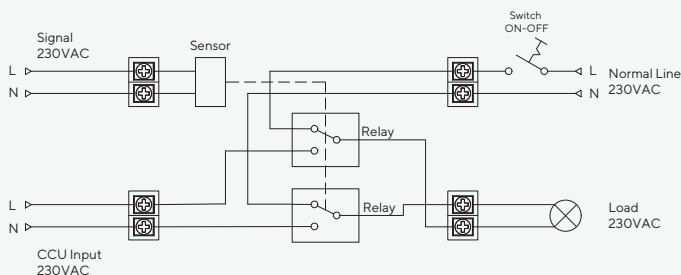 Signal
230VAC
L
N
Sensor
Switch
ON-OFF
L
N
Normal Line
230VAC
Relay
Relay
L
N
CCU Input
230VAC
Load
230VAC